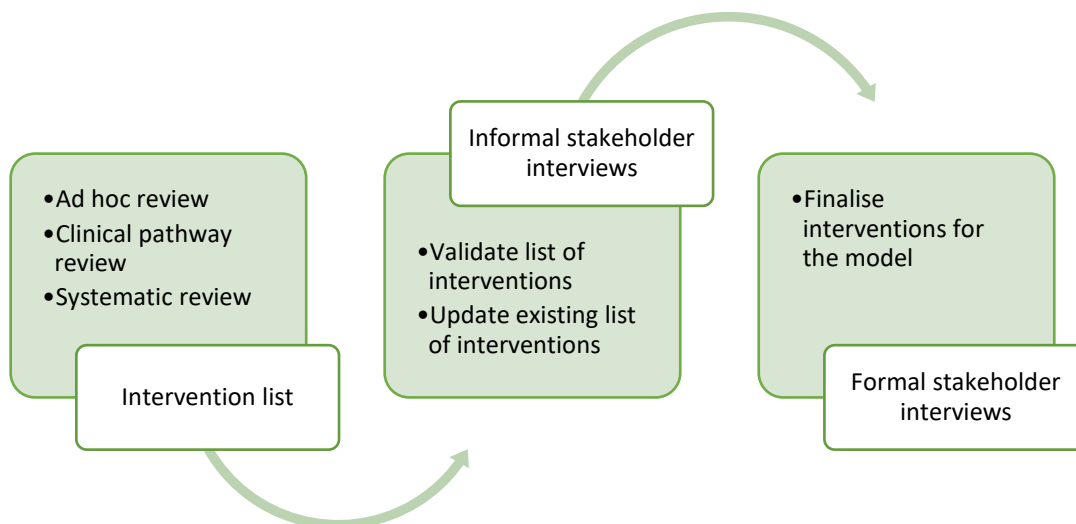 •Ad hoc review
•Clinical pathway
review
•Systematic review
Intervention list
Informal stakeholder
interviews
•Validate list of
interventions
•Update existing list
of interventions
•Finalise
interventions for
the model
Formal stakeholder
interviews